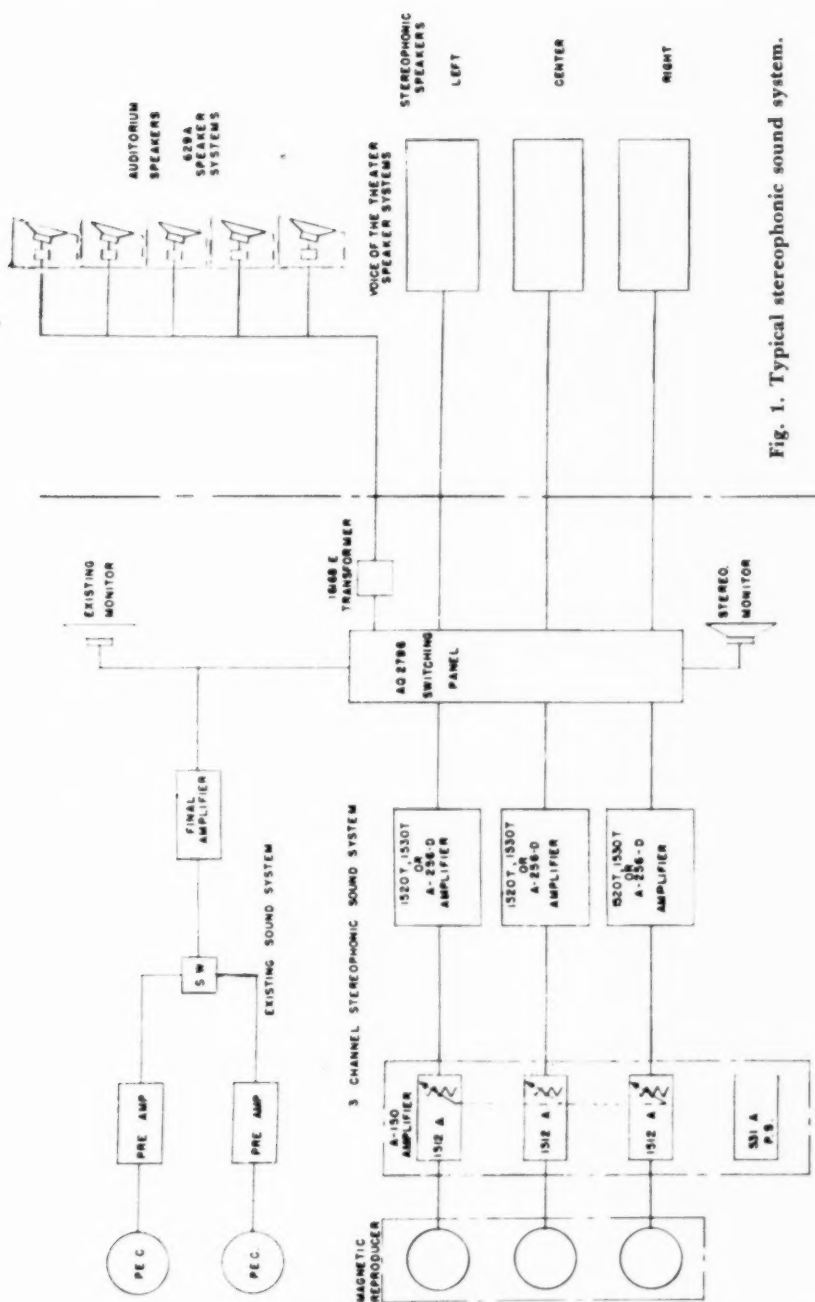 AUDITORIUM
SPEAKERS
629A
SPEAKER
SYSTEMS
EXISTING
MONITOR
FINAL
AMPLIFIER
SW
PRE AMP
PRE AMP
P E C
P E C.
EXISTING SOUND SYSTEM
TRANSFORMER
VOICE OF THE THEATER
SPEAKER SYSTEMS
STEREOPHONIC
SPEAKERS
LEFT
CENTER
RIGHT
3 CHANNEL STEREOPHONIC SOUND SYSTEM
AQ 2796
SWITCHING
PANEL
1520T, 1530T
OR
A-256-D
AMPLIFIER
1520T, 1530T
OR
A-256-D
AMPLIFIER
1520T, 1530T
OR
A-256-D
AMPLIFIER
A-150
AMPLIFIER
1512 A
1512 A
1512 A
531 A
P.S.
MAGNETIC
REPRODUCER
STEREO.
MONITOR
Fig. 1. Typical stereophonic sound system.